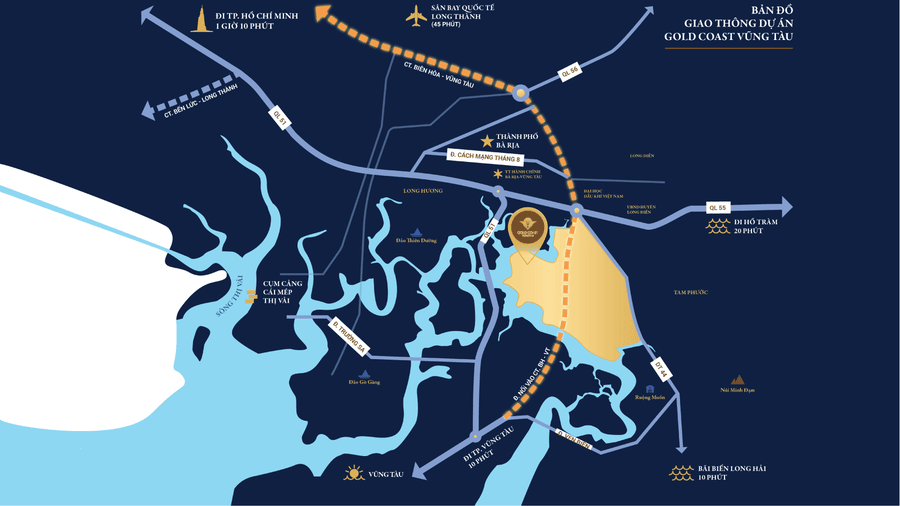 BẢN ĐỒ
GIAO THÔNG DỰ ÁN
GOLD COAST VŨNG TÀU
ĐI TP. HỒ CHÍ MINH
1 GIỜ 10 PHÚT
SÂN BAY QUỐC TẾ
LONG THÀNH
(45 PHÚT)
CT. BIÊN HÒA - VŨNG TÀU
QL 56
CT. BẾN LỨC - LONG THÀNH
QL 51
THÀNH PHỐ
BÀ RỊA
Đ. CÁCH MẠNG THÁNG 8
LONG ĐIỀN
TT HÀNH CHÍNH
BÀ RỊA VŨNG TÀU
LONG HƯƠNG
ĐẠI HỌC
DẦU KHÍ VIỆT NAM
UBND HUYỆN
LONG ĐIỀN
QL 55
ĐI HỒ TRÀM
20 PHÚT
QL 51
Đảo Thiên Đường
SÔNG THỊ VẢI
CỤM CẢNG
CÁI MÉP
THỊ VẢI
TAM PHƯỚC
Đ. TRƯỜNG SA
Đ. NỐI VÀO CT. BH - VT
ĐT 44
Đảo Gò Găng
Ruộng Muối
Núi Minh Đạm
Đ. VEN BIỂN
ĐI TP. VŨNG TÀU
10 PHÚT
VŨNG TÀU
BÃI BIỂN LONG HẢI
10 PHÚT